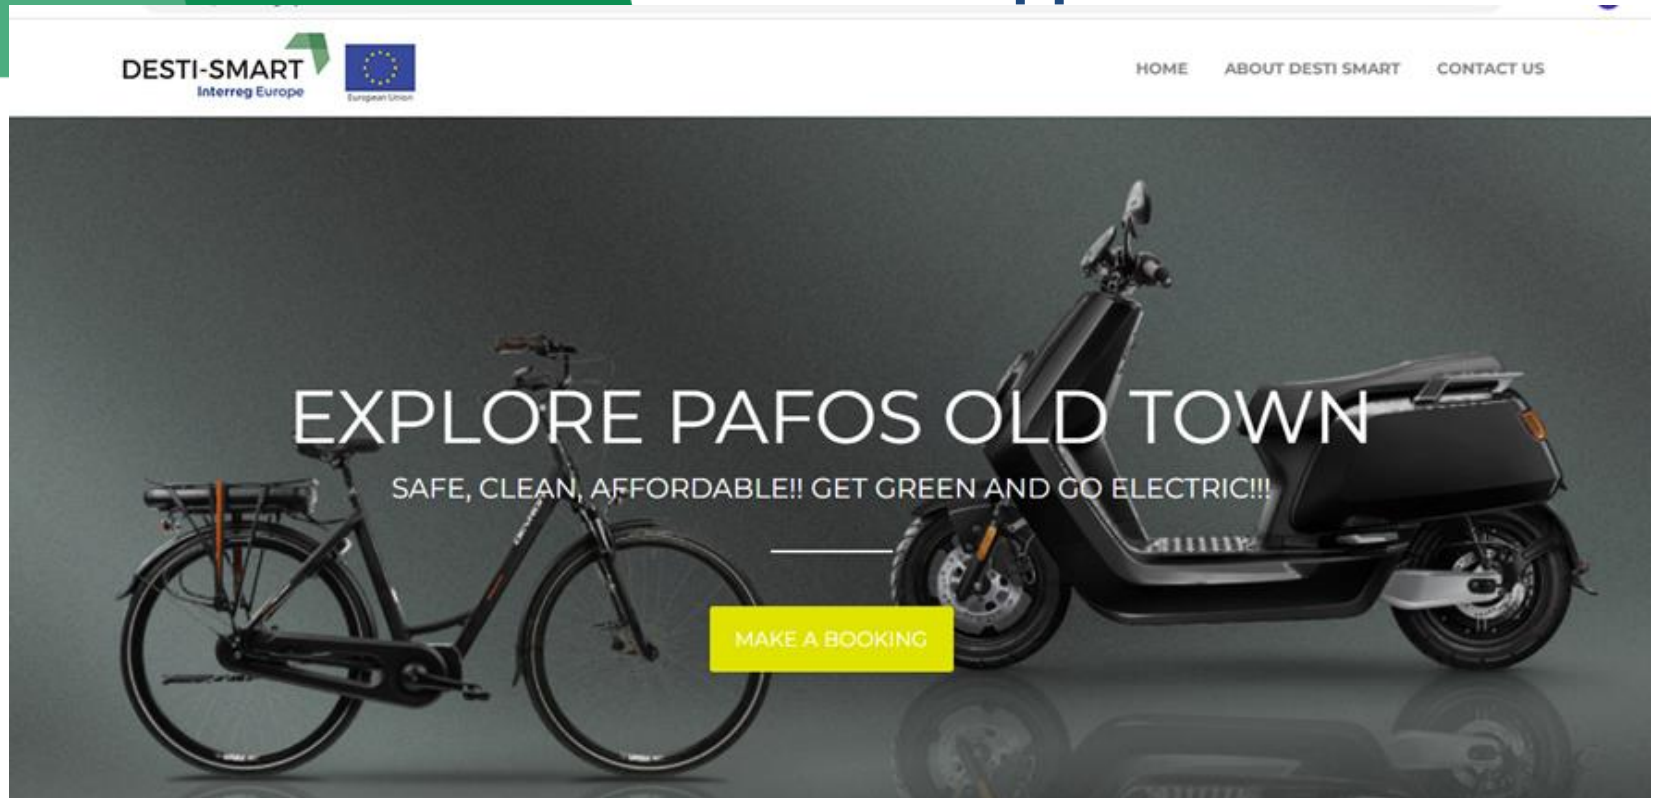 DESTI-SMART
Interreg Europe
European Union
HOME
ABOUT DESTI SMART
CONTACT US
EXPLORE PAFOS OLD TOWN
SAFE, CLEAN, AFFORDABLE!! GET GREEN AND GO ELECTRIC!!!
MAKE A BOOKING